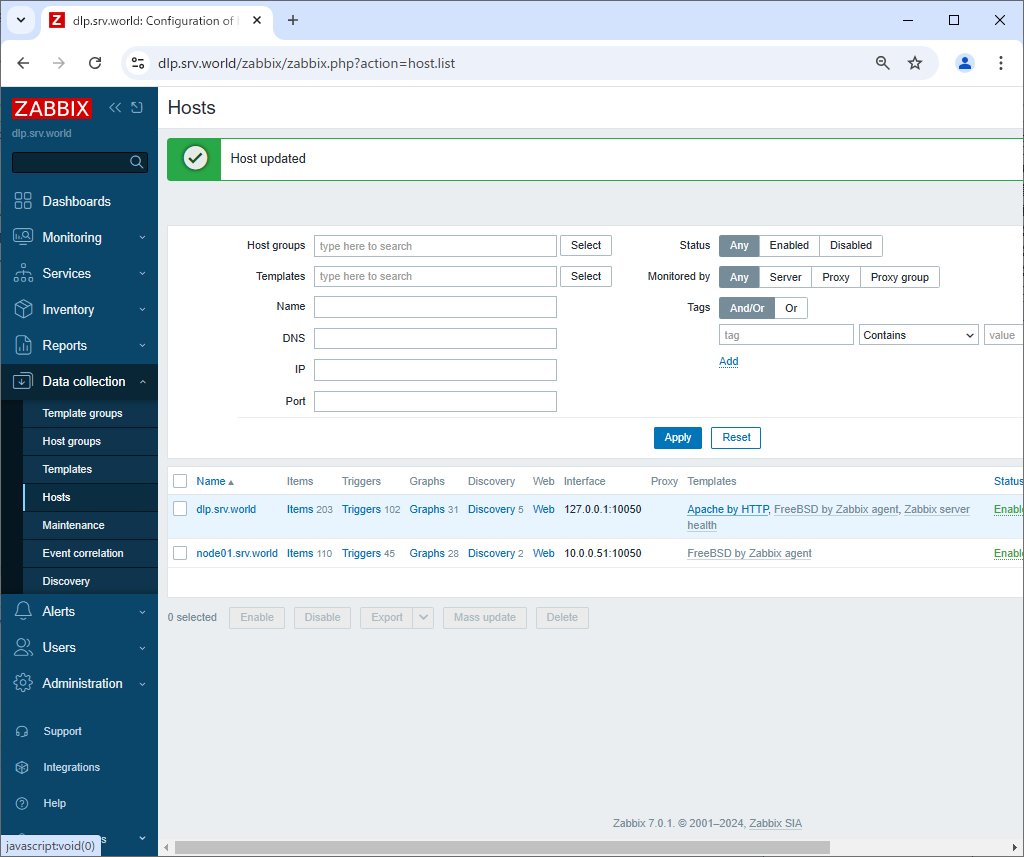 dlp.srv.world: Configuration of
dlp.srv.world/zabbix/zabbix.php?action=host.list
ZABBIX
dlp.srv.world
Dashboards
Monitoring
Services
Inventory
Reports
Data collection
Template groups
Host groups
Templates
Hosts
Maintenance
Event correlation
Discovery
Alerts
Users
Administration
Support
Integrations
Help
javascript:void(0)
Hosts
Host updated
Host groups type here to search Select
Status Any Enabled Disabled
Templates type here to search Select
Monitored by Any Server Proxy Proxy group
Name
Tags And/Or Or
DNS
tag Contains value
IP
Add
Port
Apply Reset
Name Items Triggers Graphs Discovery Web Interface Proxy Templates Status
dlp.srv.world Items 203 Triggers 102 Graphs 31 Discovery 5 Web 127.0.0.1:10050 Apache by HTTP, FreeBSD by Zabbix agent, Zabbix server Enable
health
node01.srv.world Items 110 Triggers 45 Graphs 28 Discovery 2 Web 10.0.0.51:10050 FreeBSD by Zabbix agent Enable
0 selected Enable Disable Export Mass update Delete
Zabbix 7.0.1. © 2001–2024, Zabbix SIA